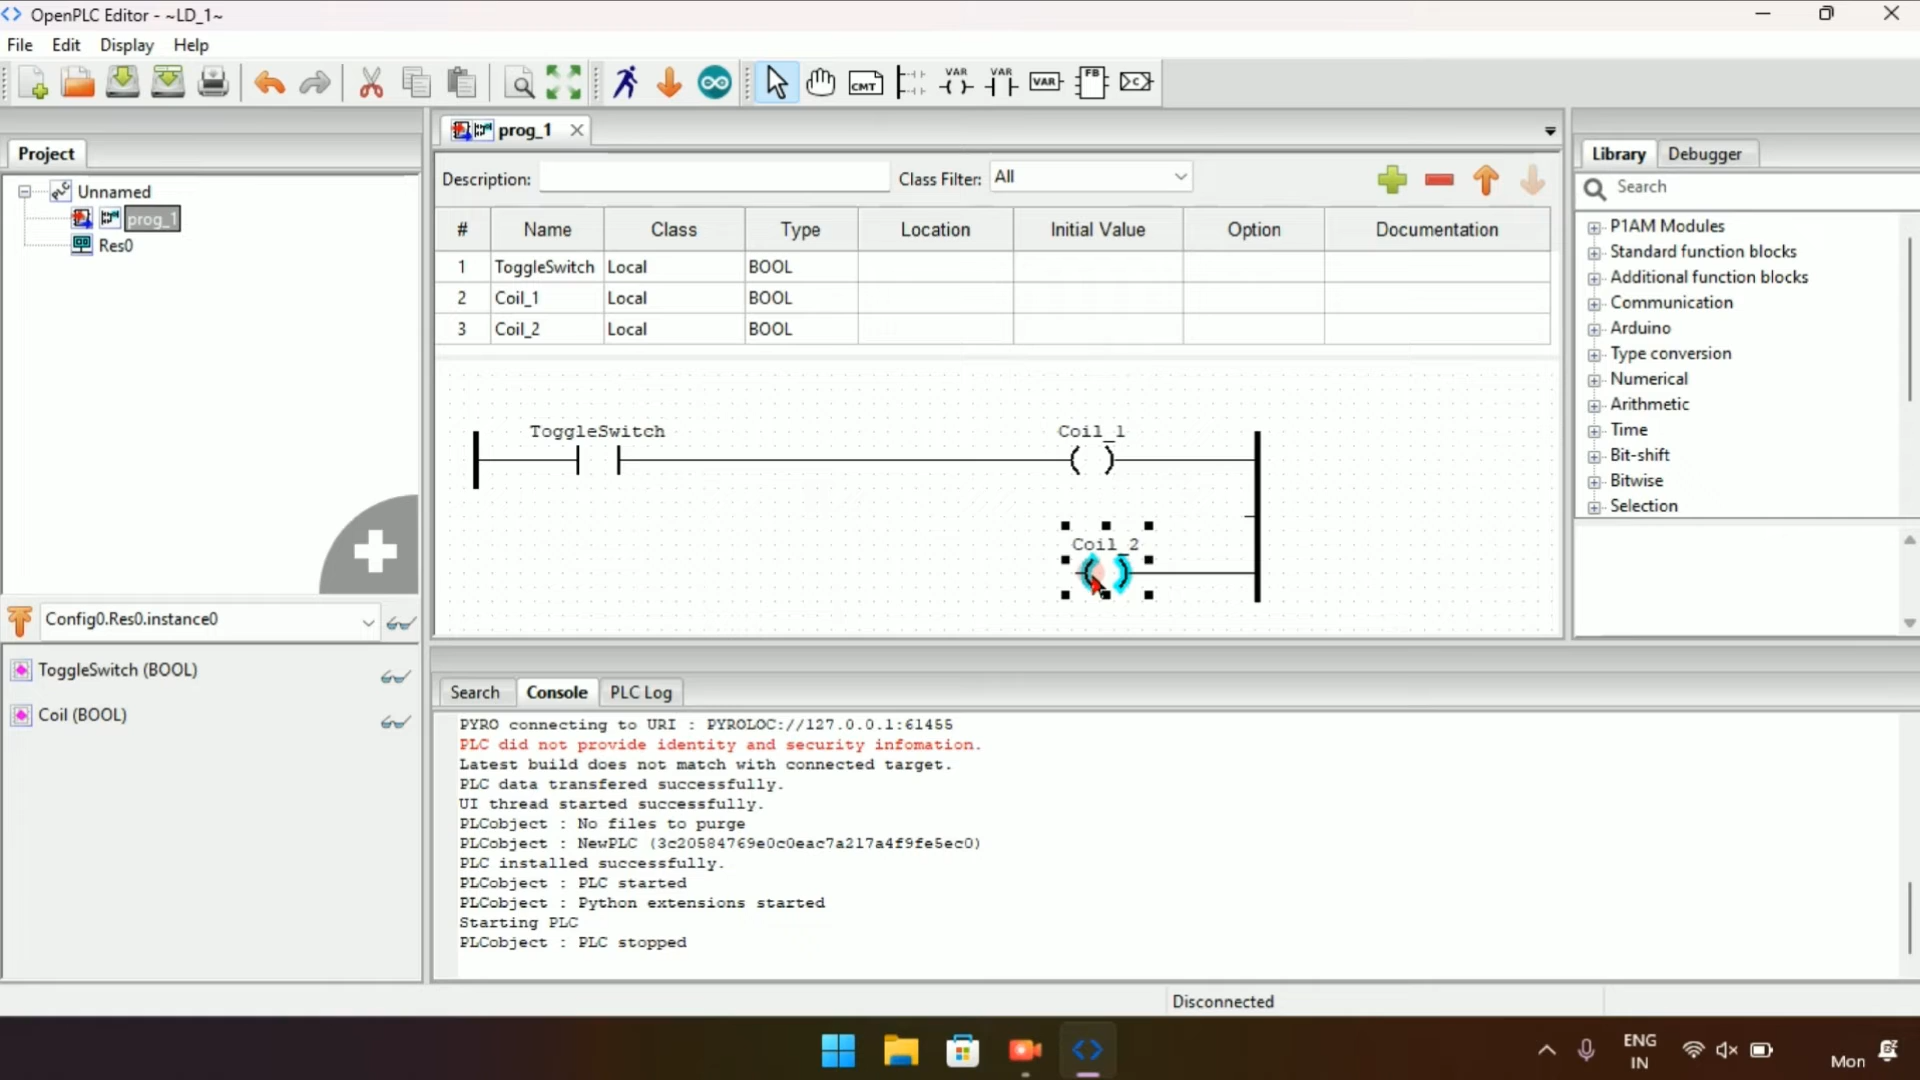 OpenPLC Editor - ~LD_1~
File Edit Display Help
CMT VAR VAR VAR FB C
Project
Unnamed
prog_1
Res0
prog_1
Description: Class Filter: All
# Name Class Type Location Initial Value Option Documentation
1 ToggleSwitch Local BOOL
2 Coil_1 Local BOOL
3 Coil_2 Local BOOL
ToggleSwitch Coil_1
Coil_2
Library Debugger
Search
P1AM Modules
Standard function blocks
Additional function blocks
Communication
Arduino
Type conversion
Numerical
Arithmetic
Time
Bit-shift
Bitwise
Selection
Config0.Res0.instance0
ToggleSwitch (BOOL)
Coil (BOOL)
Search Console PLC Log
PYRO connecting to URI : PYROLOC://127.0.0.1:61455
PLC did not provide identity and security infomation.
Latest build does not match with connected target.
PLC data transfered successfully.
UI thread started successfully.
PLCobject : No files to purge
PLCobject : NewPLC (3c20584769e0c0eac7a217a4f9fe5ec0)
PLC installed successfully.
PLCobject : PLC started
PLCobject : Python extensions started
Starting PLC
PLCobject : PLC stopped
Disconnected
ENG
IN
Mon